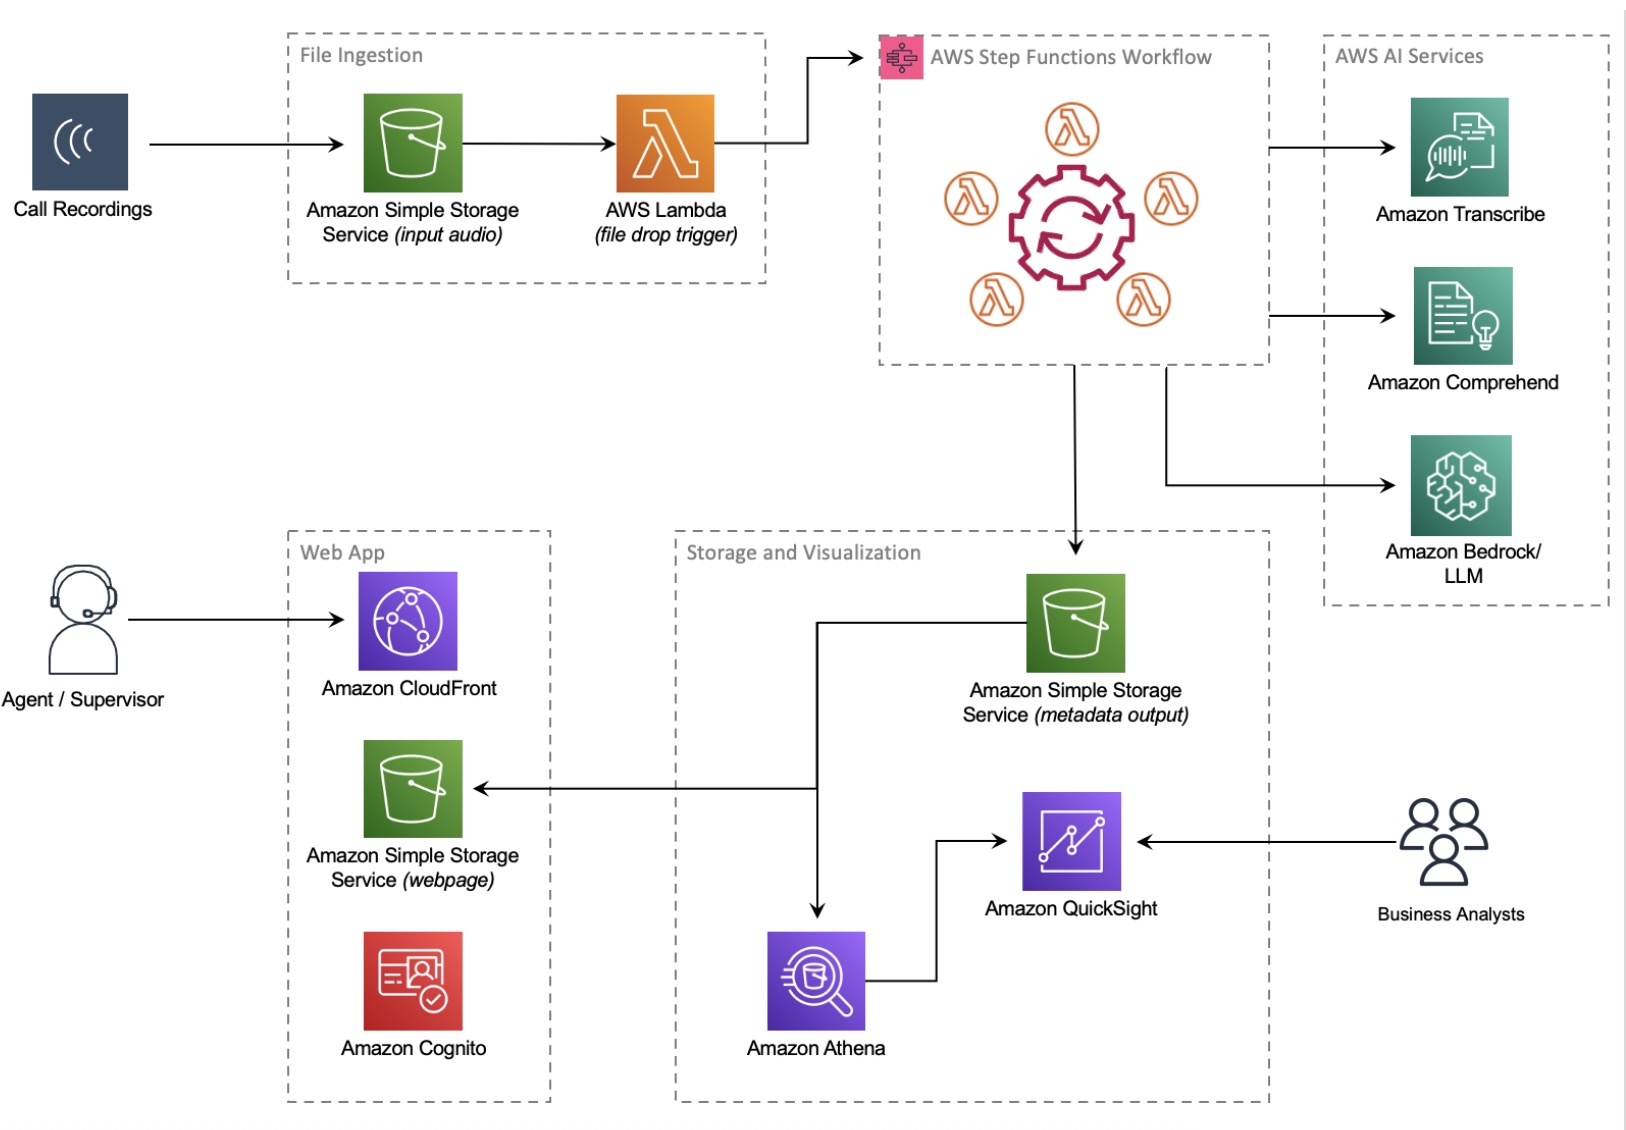 File Ingestion
AWS Step Functions Workflow
AWS AI Services
Call Recordings
Amazon Simple Storage
Service (input audio)
AWS Lambda
(file drop trigger)
Amazon Transcribe
Amazon Comprehend
Amazon Bedrock/
LLM
Web App
Storage and Visualization
Agent / Supervisor
Amazon CloudFront
Amazon Simple Storage
Service (metadata output)
Amazon Simple Storage
Service (webpage)
Amazon QuickSight
Business Analysts
Amazon Cognito
Amazon Athena